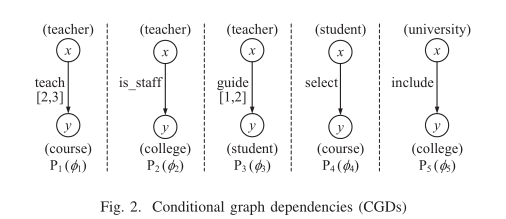 (teacher) (teacher) (teacher) (student) (university)
x x x x x
teach is_staff guide select include
[2,3] [1,2]
y y y y y
(course) (college) (student) (course) (college)
P₁(ϕ₁) P₂(ϕ₂) P₃(ϕ₃) P₄(ϕ₄) P₅(ϕ₅)
Fig. 2. Conditional graph dependencies (CGDs)